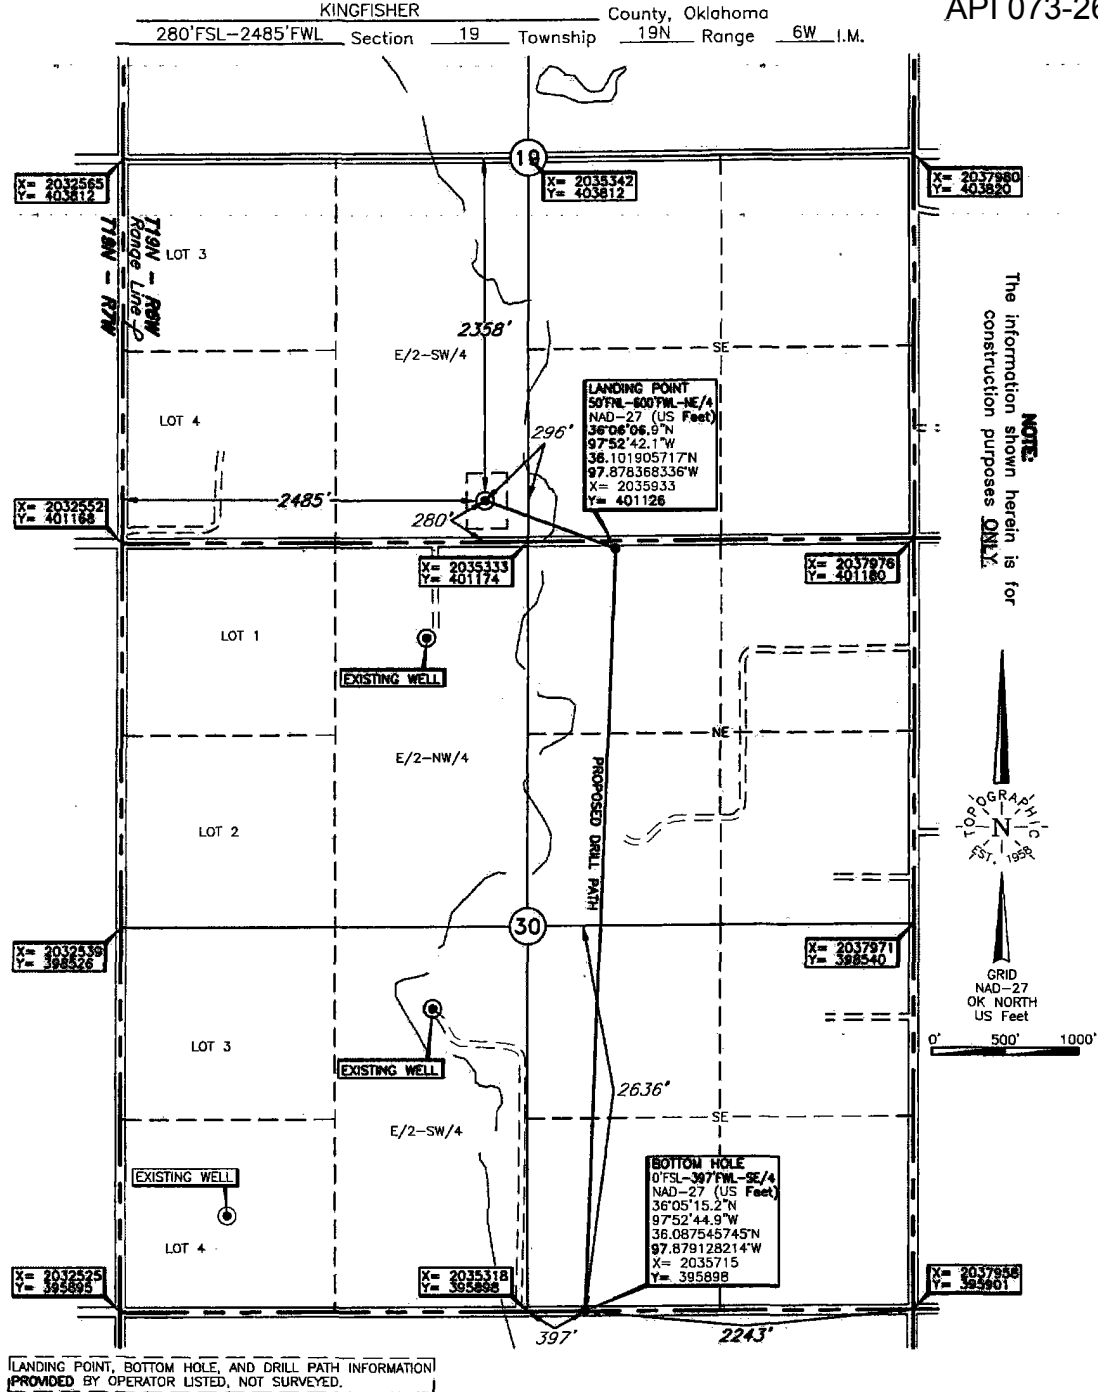 API 073-26
KINGFISHER County, Oklahoma
280'FSL-2485'FWL Section 19 Township 19N Range 6W I.M.
19
X= 2032565
Y= 403812
X= 2035342
Y= 403812
X= 2037980
Y= 403820
T19N - R6W
Range Line
T19N - R7W
LOT 3
2358'
E/2-SW/4
SE
LOT 4
296'
LANDING POINT
50'FNL-600'FWL-NE/4
NAD-27 (US Feet)
36°06'06.9"N
97°52'42.1"W
36.101905717°N
97.878368336°W
X= 2035933
Y= 401126
The information shown herein is for
construction purposes ONLY.
NOTE:
X= 2032552
Y= 401168
2485'
280'
X= 2035333
Y= 401174
X= 2037976
Y= 401180
LOT 1
EXISTING WELL
E/2-NW/4
NE
PROPOSED DRILL PATH
LOT 2
TOPOGRAPHIC
N
EST. 1958
30
X= 2032539
Y= 398526
X= 2037971
Y= 398540
GRID
NAD-27
OK NORTH
US Feet
0' 500' 1000'
LOT 3
EXISTING WELL
2636'
E/2-SW/4
SE
EXISTING WELL
LOT 4
BOTTOM HOLE
0'FSL-397'FWL-SE/4
NAD-27 (US Feet)
36°05'15.2"N
97°52'44.9"W
36.087545745°N
97.879128214°W
X= 2035715
Y= 395898
X= 2032525
Y= 395895
X= 2035318
Y= 395898
X= 2037958
Y= 395901
397'
2243'
LANDING POINT, BOTTOM HOLE, AND DRILL PATH INFORMATION
PROVIDED BY OPERATOR LISTED, NOT SURVEYED.